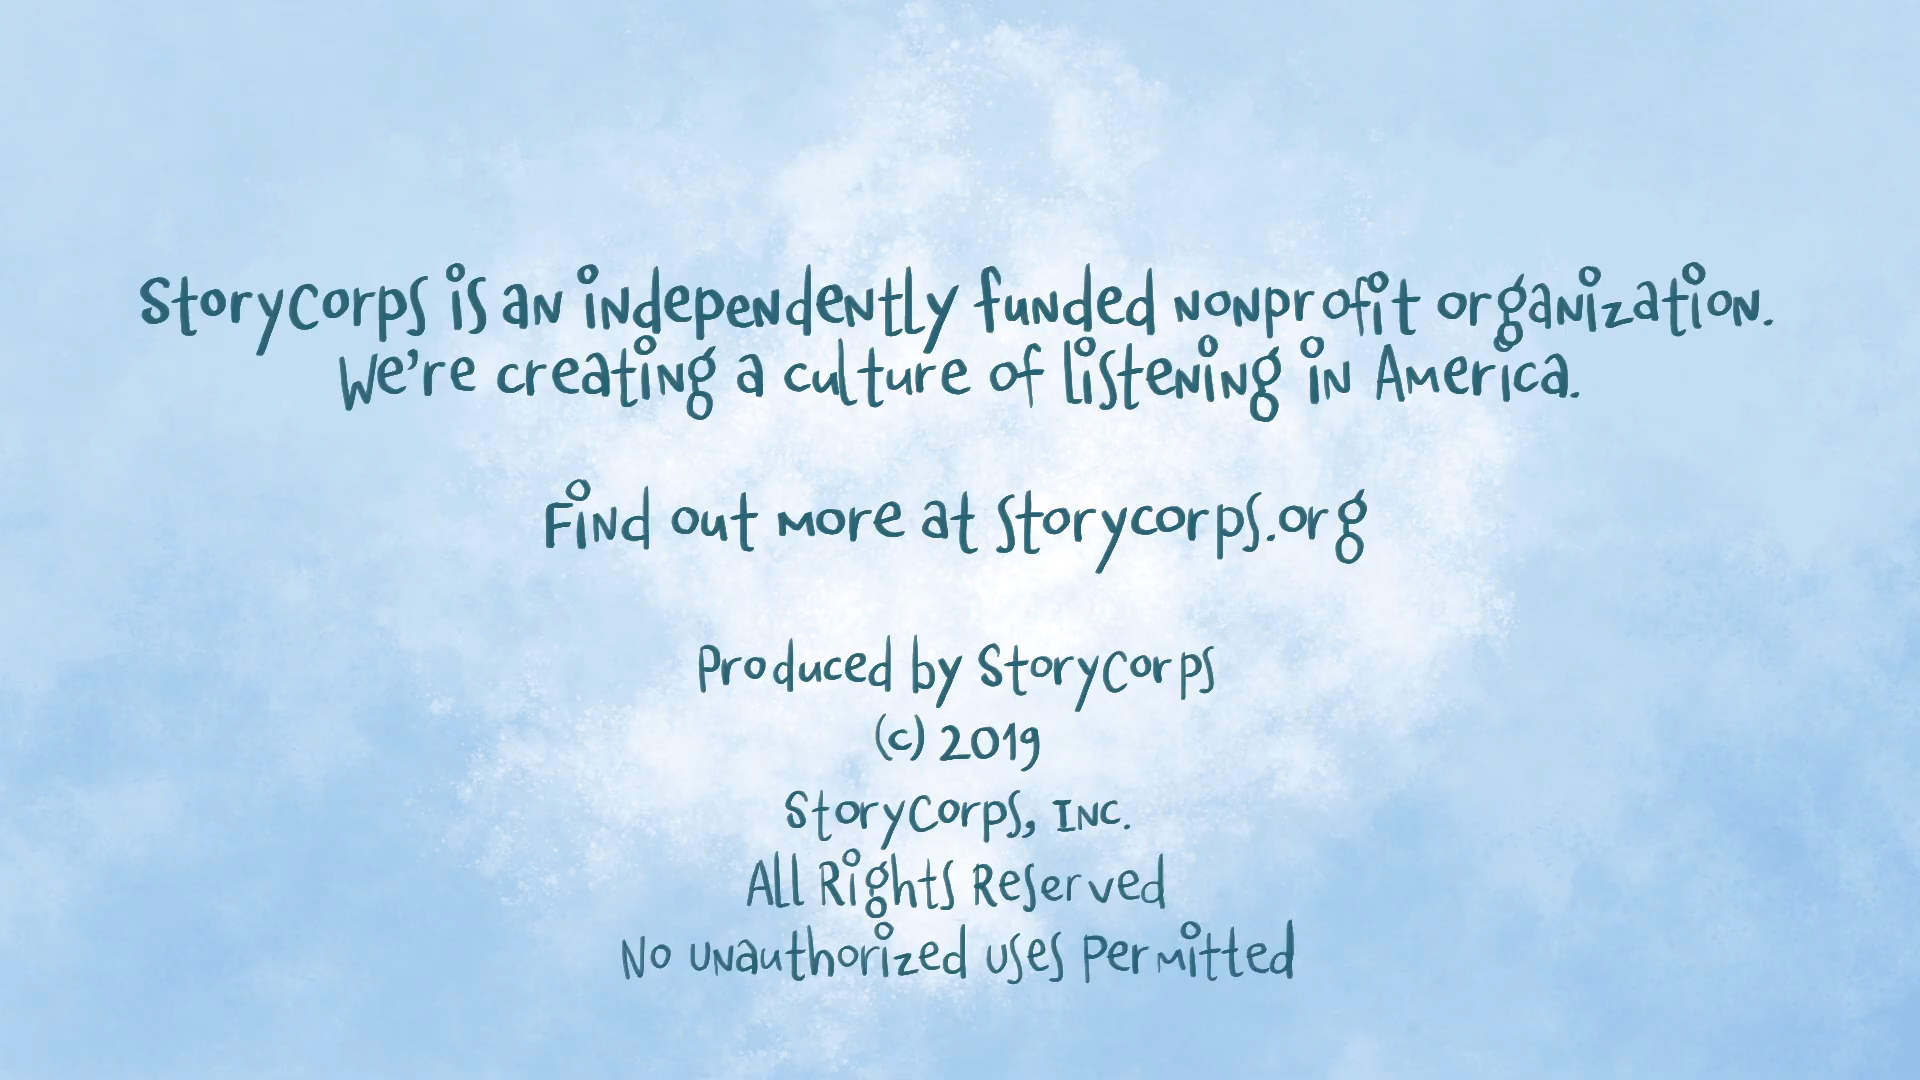 StoryCorps is an independently funded nonprofit organization.
We're creating a culture of listening in America.
Find out more at storycorps.org
Produced by StoryCorps
(c) 2019
StoryCorps, Inc.
All Rights Reserved
No unauthorized uses permitted